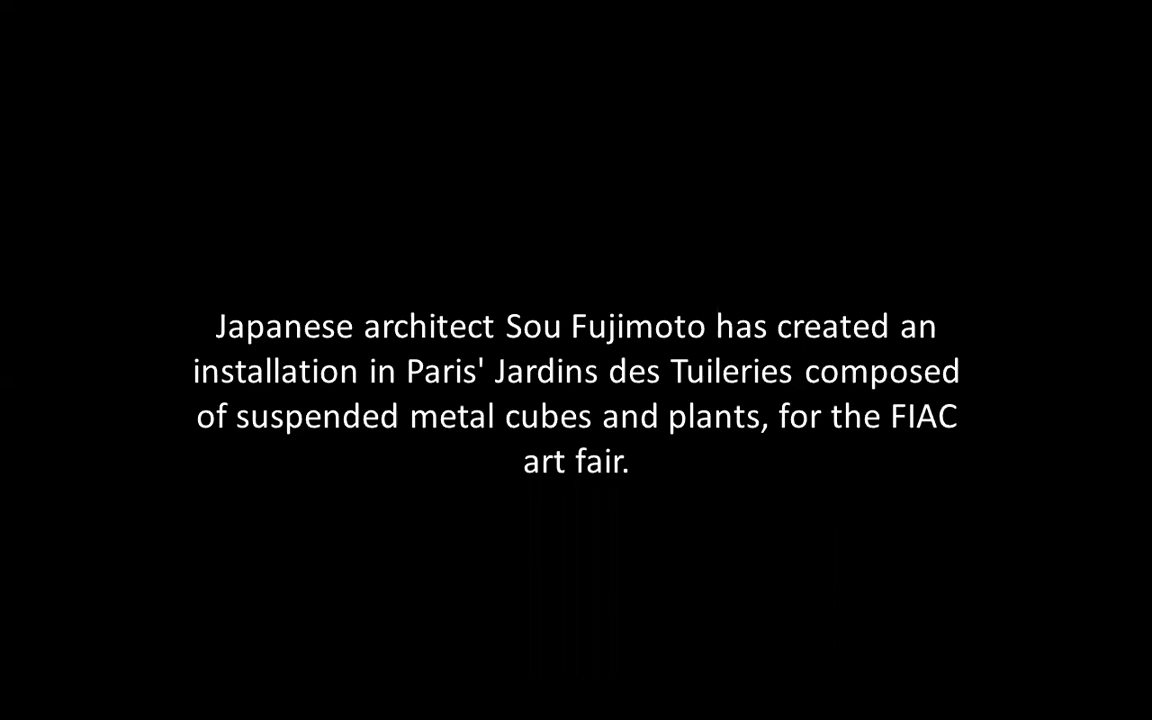 Japanese architect Sou Fujimoto has created an
installation in Paris' Jardins des Tuileries composed
of suspended metal cubes and plants, for the FIAC
art fair.